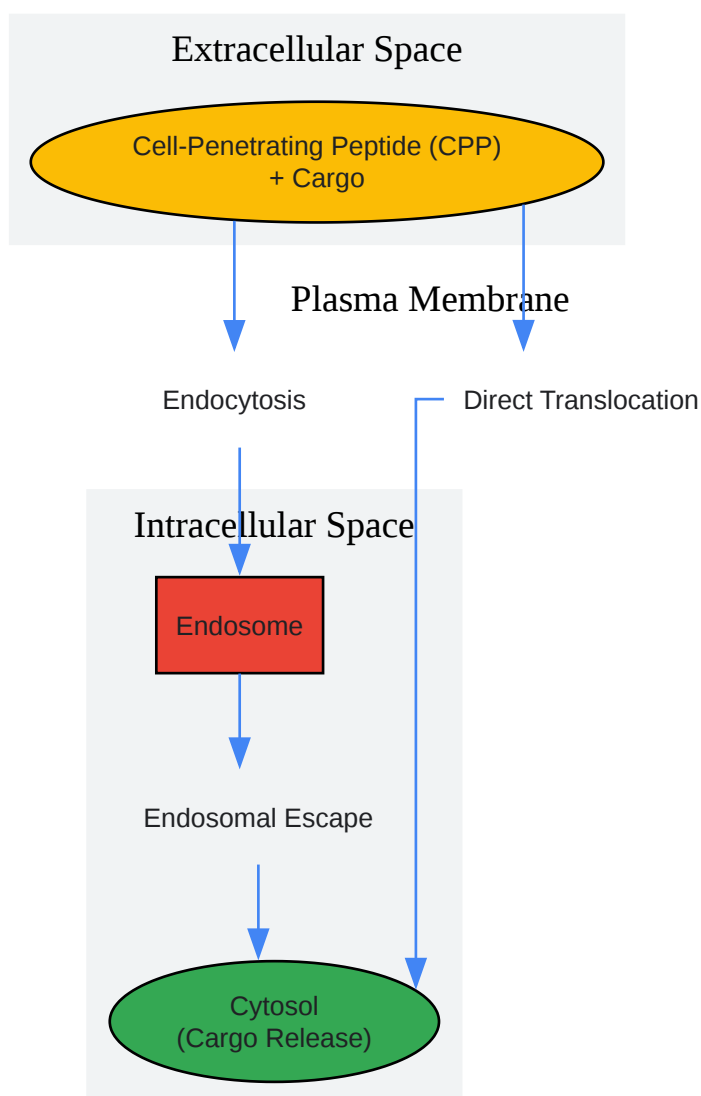 Extracellular Space
Cell-Penetrating Peptide (CPP)
+ Cargo
Plasma Membrane
Endocytosis
Direct Translocation
Intracellular Space
Endosome
Endosomal Escape
Cytosol
(Cargo Release)